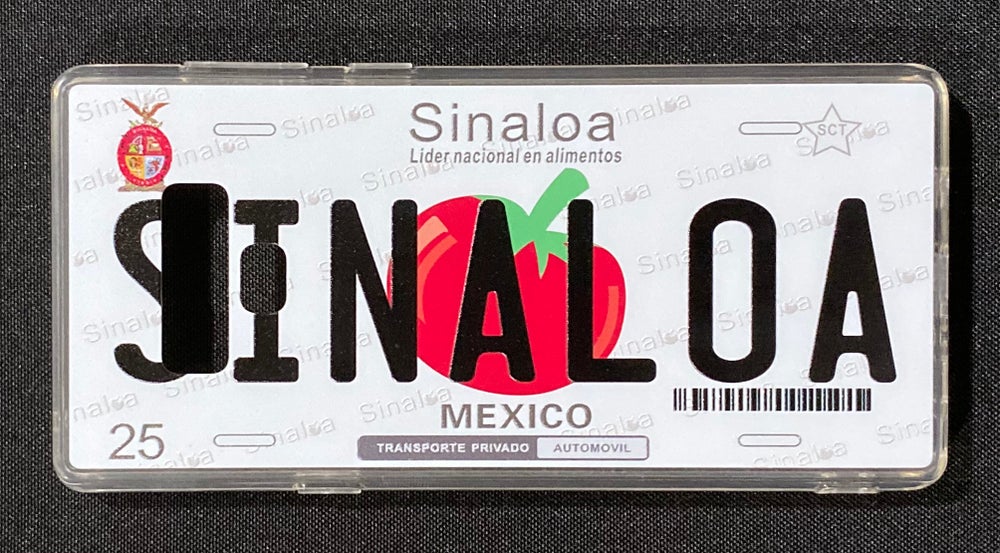 Sinaloa
SCT
Lider nacional en alimentos
SINALOA
MEXICO
25
TRANSPORTE PRIVADO AUTOMOVIL